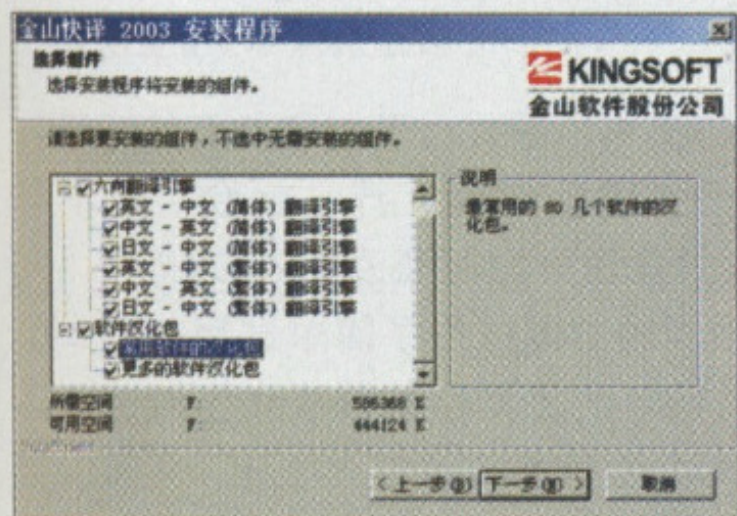 金山快译 2003 安装程序
选择组件
选择安装程序将安装的组件。
KINGSOFT
金山软件股份公司
请选择要安装的组件，不选中无需安装的组件。
六向翻译引擎
英文 - 中文 (简体) 翻译引擎
中文 - 英文 (简体) 翻译引擎
日文 - 中文 (简体) 翻译引擎
英文 - 中文 (繁体) 翻译引擎
中文 - 英文 (繁体) 翻译引擎
日文 - 中文 (繁体) 翻译引擎
软件汉化包
常用软件的汉化包
更多的软件汉化包
说明
最常用的 80 几个软件的汉
化包。
所需空间 F: 586368 K
可用空间 F: 444124 K
< 上一步(B) 下一步(N) > 取消